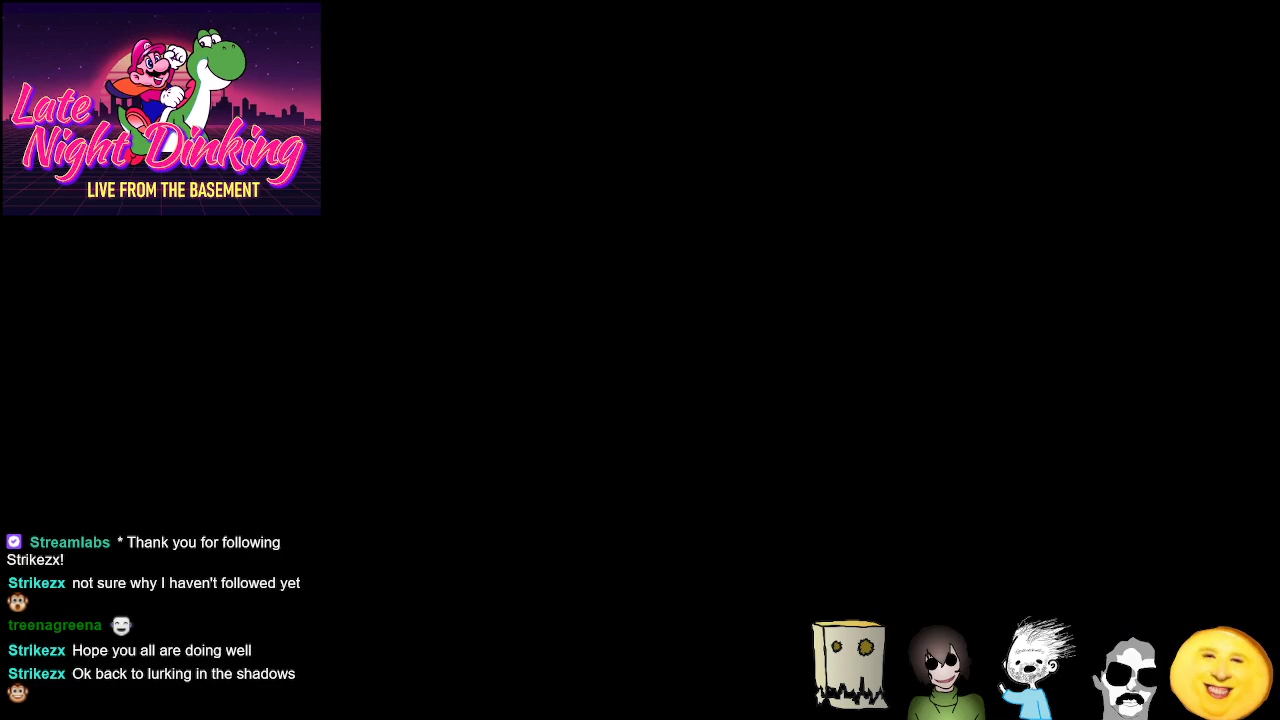 Late
Night Dinking
LIVE FROM THE BASEMENT
Streamlabs * Thank you for following
Strikezx!
Strikezx not sure why I haven't followed yet
treenagreena
Strikezx Hope you all are doing well
Strikezx Ok back to lurking in the shadows